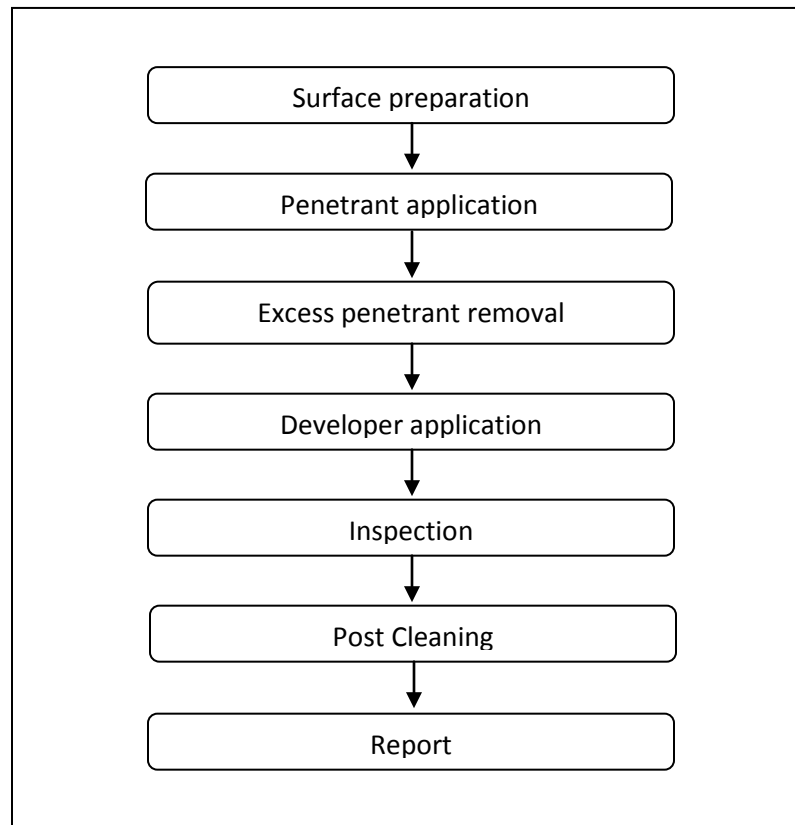 Surface preparation
Penetrant application
Excess penetrant removal
Developer application
Inspection
Post Cleaning
Report